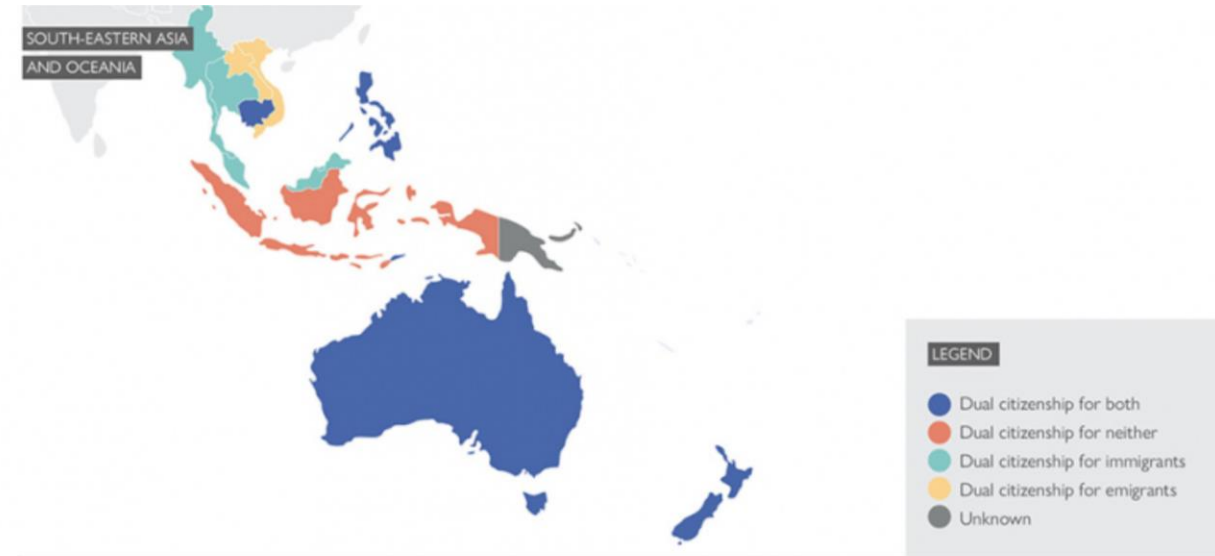 SOUTH-EASTERN ASIA
AND OCEANIA
LEGEND
Dual citizenship for both
Dual citizenship for neither
Dual citizenship for immigrants
Dual citizenship for emigrants
Unknown